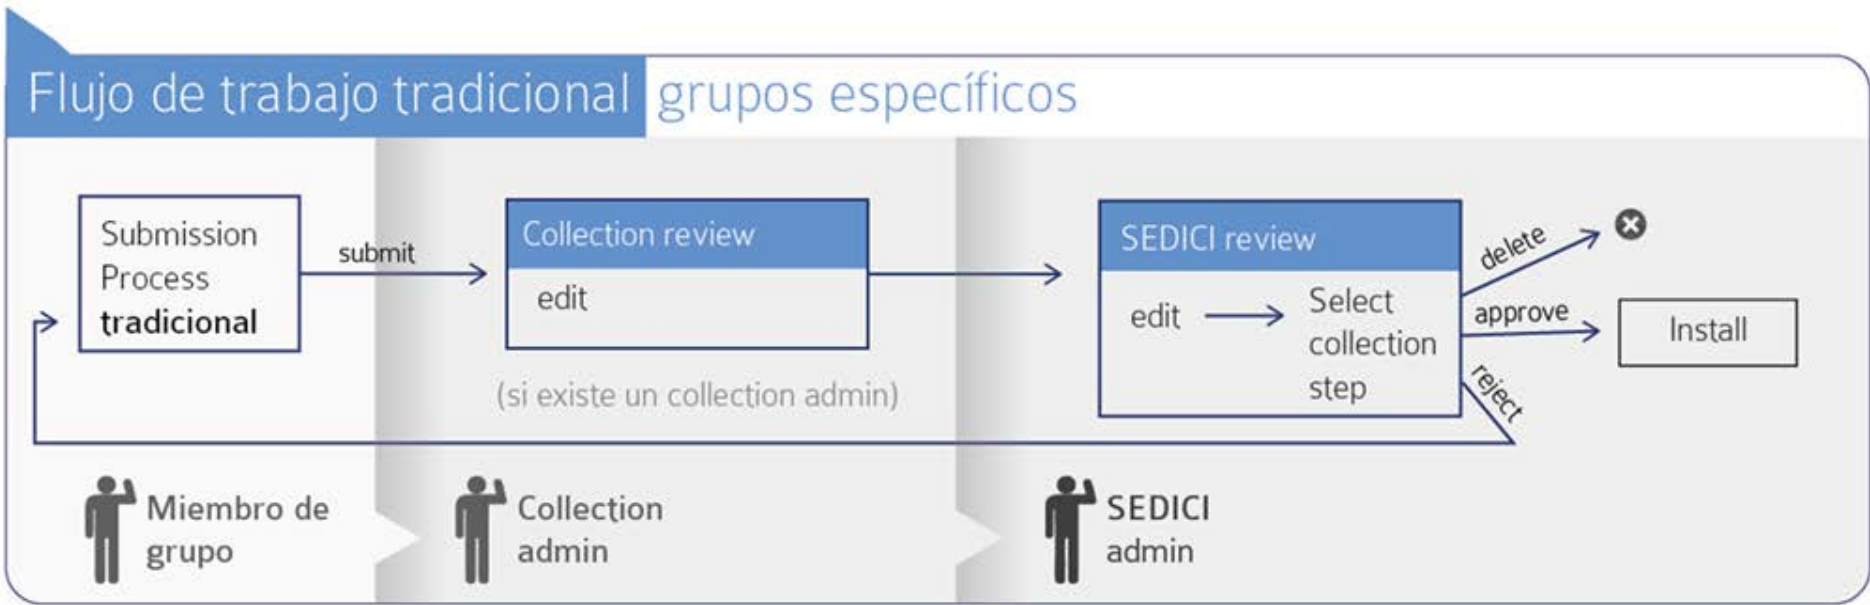 Flujo de trabajo tradicional grupos específicos
Submission
Process
tradicional
submit
Collection review
edit
(si existe un collection admin)
SEDICI review
edit
Select
collection
step
delete
approve
reject
Install
Miembro de
grupo
Collection
admin
SEDICI
admin